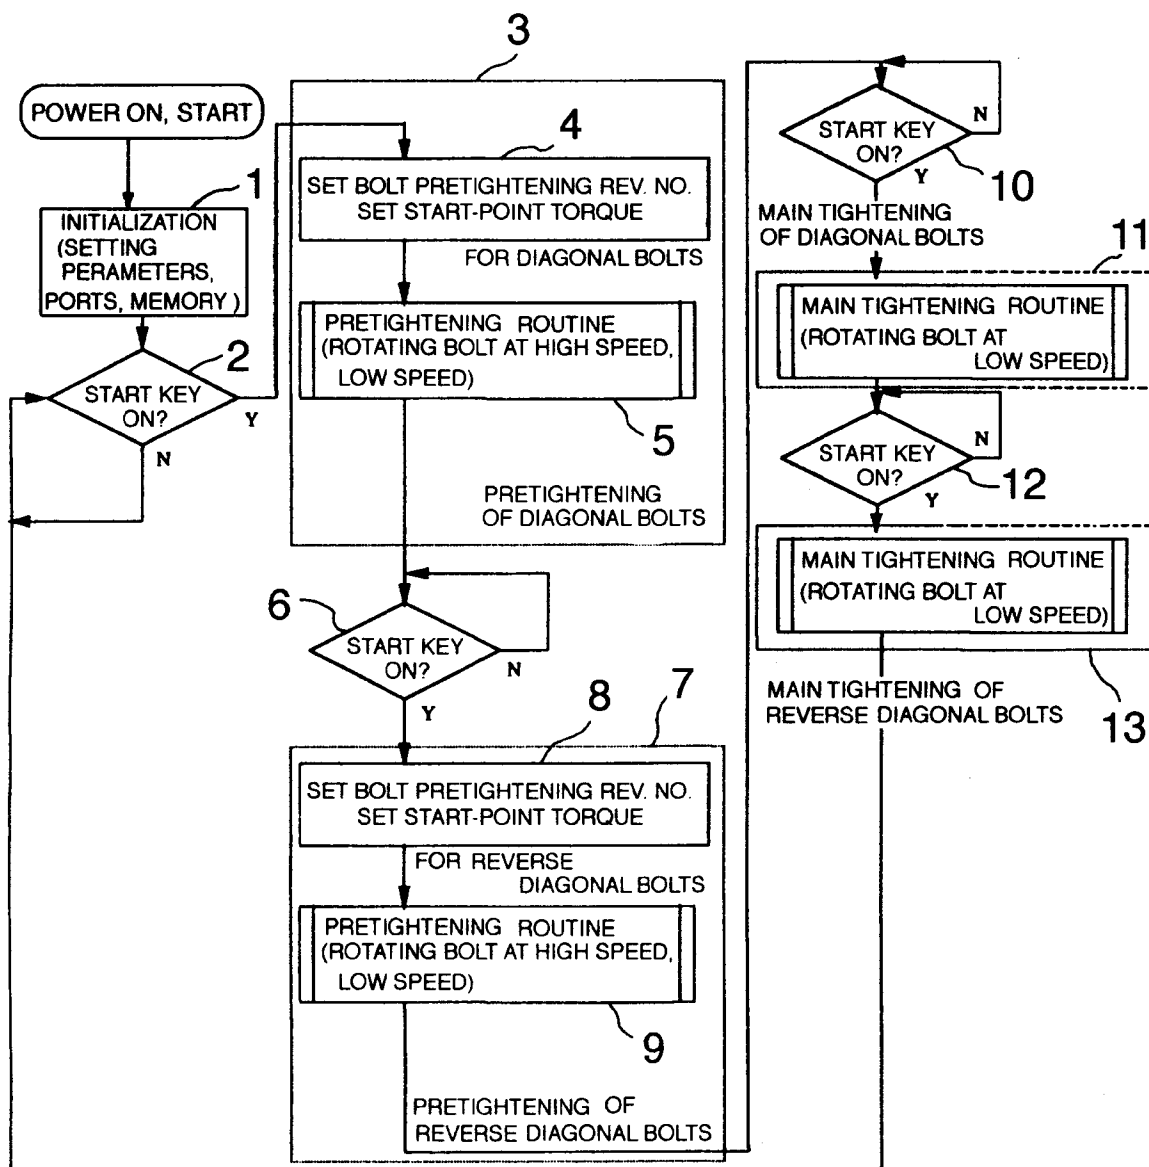 POWER ON, START
1
INITIALIZATION
(SETTING
PERAMETERS,
PORTS, MEMORY )
2
START KEY
ON?
Y
N
3
4
SET BOLT PRETIGHTENING REV. NO.
SET START-POINT TORQUE
FOR DIAGONAL BOLTS
PRETIGHTENING ROUTINE
(ROTATING BOLT AT HIGH SPEED,
LOW SPEED)
5
PRETIGHTENING
OF DIAGONAL BOLTS
6
START KEY
ON?
N
Y
7
8
SET BOLT PRETIGHTENING REV. NO.
SET START-POINT TORQUE
FOR REVERSE
DIAGONAL BOLTS
PRETIGHTENING ROUTINE
(ROTATING BOLT AT HIGH SPEED,
LOW SPEED)
9
PRETIGHTENING OF
REVERSE DIAGONAL BOLTS
START KEY
ON?
N
Y
10
MAIN TIGHTENING
OF DIAGONAL BOLTS
11
MAIN TIGHTENING ROUTINE
(ROTATING BOLT AT
LOW SPEED)
START KEY
ON?
N
Y
12
MAIN TIGHTENING ROUTINE
(ROTATING BOLT AT
LOW SPEED)
MAIN TIGHTENING OF
REVERSE DIAGONAL BOLTS
13